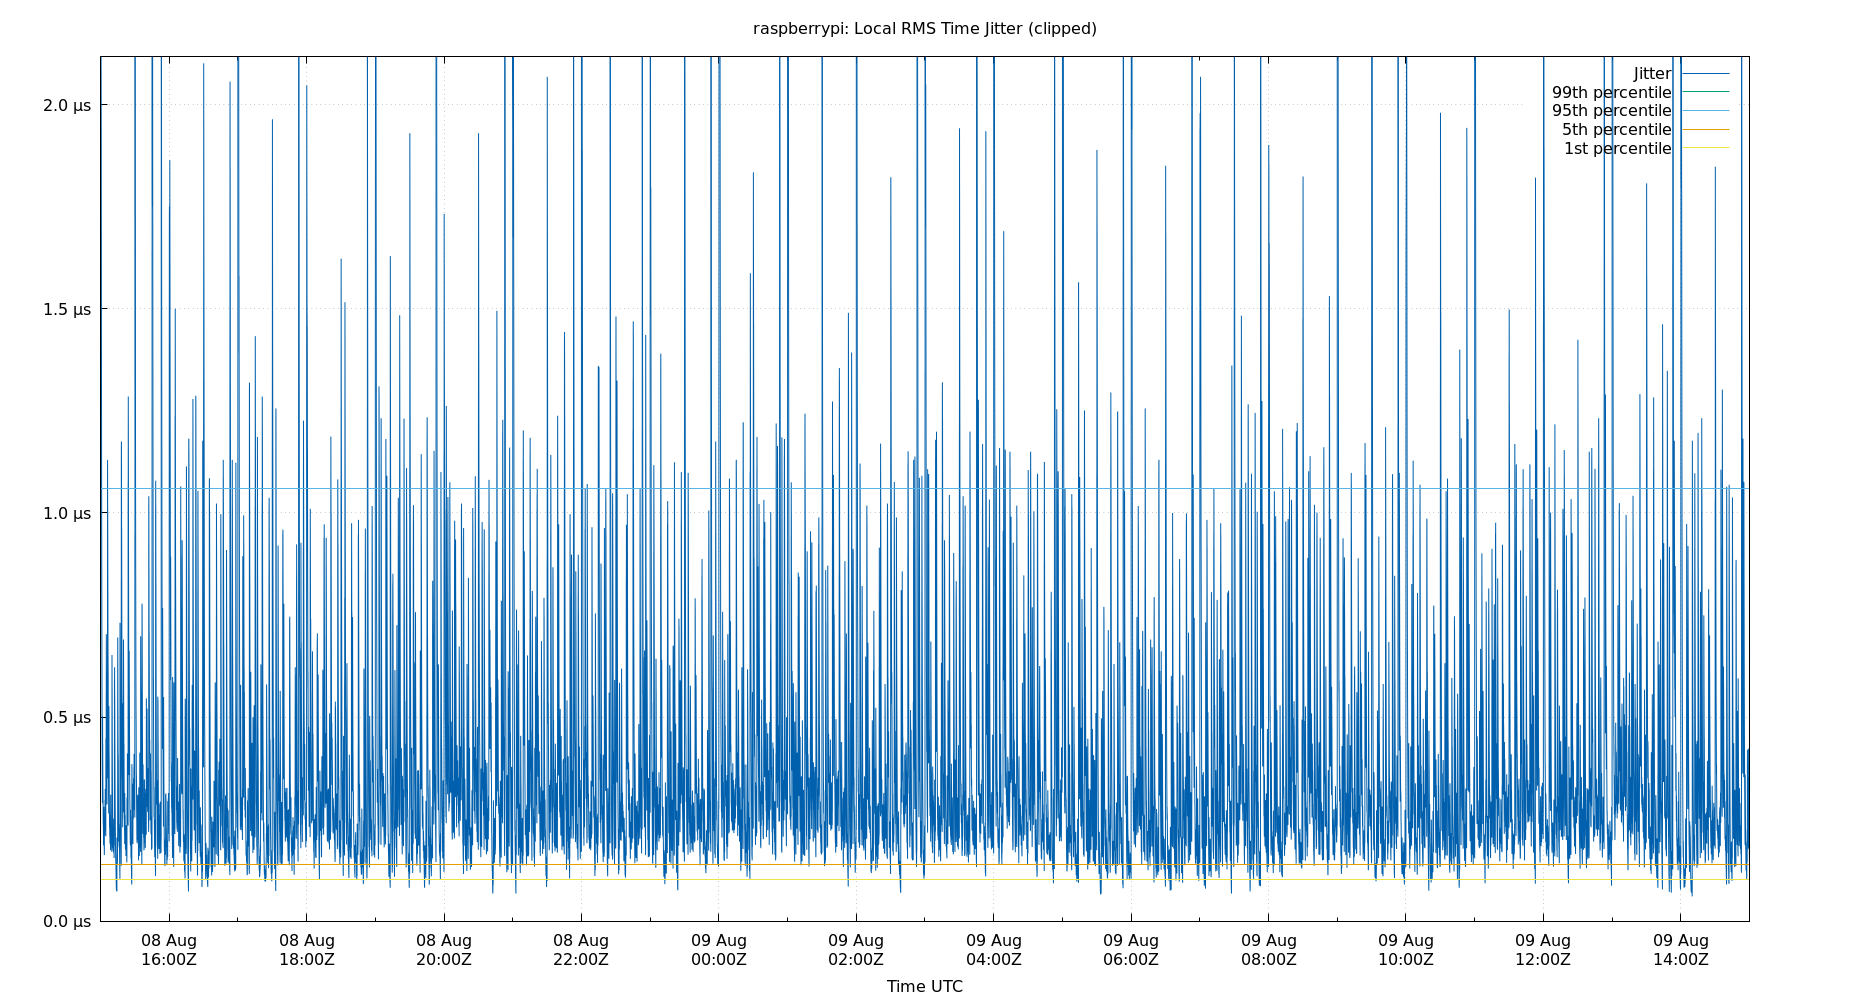 raspberrypi: Local RMS Time Jitter (clipped)
Jitter
99th percentile
95th percentile
5th percentile
1st percentile
2.0 μs
1.5 μs
1.0 μs
0.5 μs
0.0 μs
08 Aug 08 Aug 08 Aug 08 Aug 09 Aug 09 Aug 09 Aug 09 Aug 09 Aug 09 Aug 09 Aug 09 Aug
16:00Z 18:00Z 20:00Z 22:00Z 00:00Z 02:00Z 04:00Z 06:00Z 08:00Z 10:00Z 12:00Z 14:00Z
Time UTC